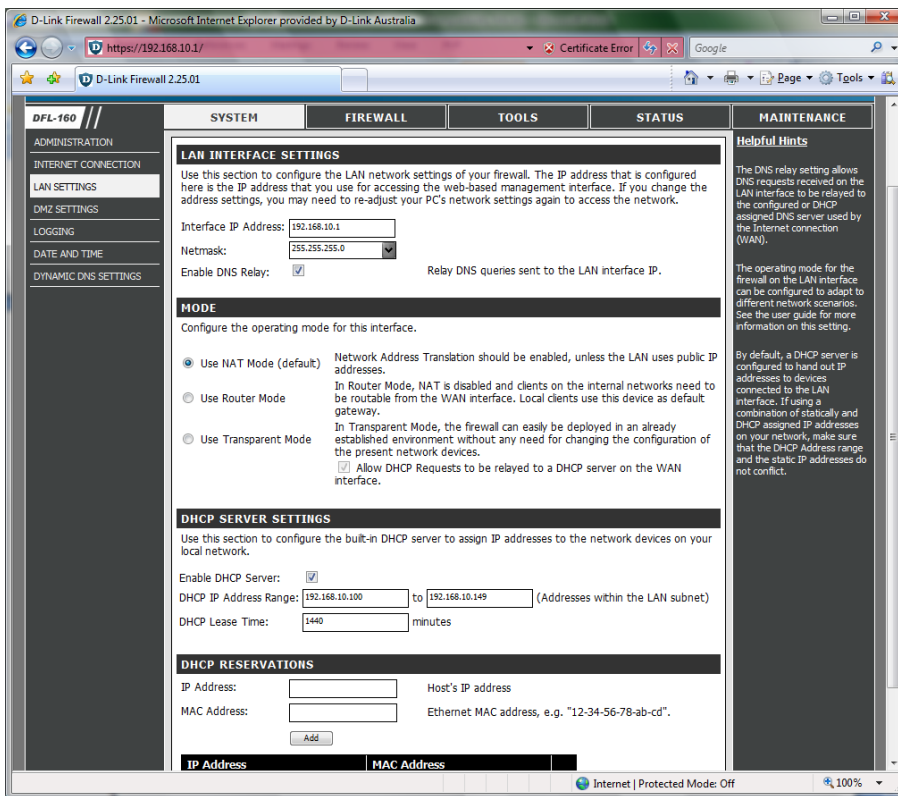 D-Link Firewall 2.25.01 - Microsoft Internet Explorer provided by D-Link Australia
https://192.168.10.1/
Certificate Error
Google
D-Link Firewall 2.25.01
Page
Tools
DFL-160
SYSTEM
FIREWALL
TOOLS
STATUS
MAINTENANCE
ADMINISTRATION
INTERNET CONNECTION
LAN SETTINGS
DMZ SETTINGS
LOGGING
DATE AND TIME
DYNAMIC DNS SETTINGS
LAN INTERFACE SETTINGS
Use this section to configure the LAN network settings of your firewall. The IP address that is configured
here is the IP address that you use for accessing the web-based management interface. If you change the
address settings, you may need to re-adjust your PC's network settings again to access the network.
Interface IP Address: 192.168.10.1
Netmask: 255.255.255.0
Enable DNS Relay: Relay DNS queries sent to the LAN interface IP.
MODE
Configure the operating mode for this interface.
Use NAT Mode (default)
Network Address Translation should be enabled, unless the LAN uses public IP
addresses.
Use Router Mode
In Router Mode, NAT is disabled and clients on the internal networks need to
be routable from the WAN interface. Local clients use this device as default
gateway.
Use Transparent Mode
In Transparent Mode, the firewall can easily be deployed in an already
established environment without any need for changing the configuration of
the present network devices.
Allow DHCP Requests to be relayed to a DHCP server on the WAN
interface.
DHCP SERVER SETTINGS
Use this section to configure the built-in DHCP server to assign IP addresses to the network devices on your
local network.
Enable DHCP Server:
DHCP IP Address Range: 192.168.10.100 to 192.168.10.149 (Addresses within the LAN subnet)
DHCP Lease Time: 1440 minutes
DHCP RESERVATIONS
IP Address: Host's IP address
MAC Address: Ethernet MAC address, e.g. "12-34-56-78-ab-cd".
Add
IP Address MAC Address
Helpful Hints
The DNS relay setting allows
DNS requests received on the
LAN interface to be relayed to
the configured or DHCP
assigned DNS server used by
the Internet connection
(WAN).
The operating mode for the
firewall on the LAN interface
can be configured to adapt to
different network scenarios.
See the user guide for more
information on this setting.
By default, a DHCP server is
configured to hand out IP
addresses to devices
connected to the LAN
interface. If using a
combination of statically and
DHCP assigned IP addresses
on your network, make sure
that the DHCP Address range
and the static IP addresses do
not conflict.
Internet | Protected Mode: Off
100%